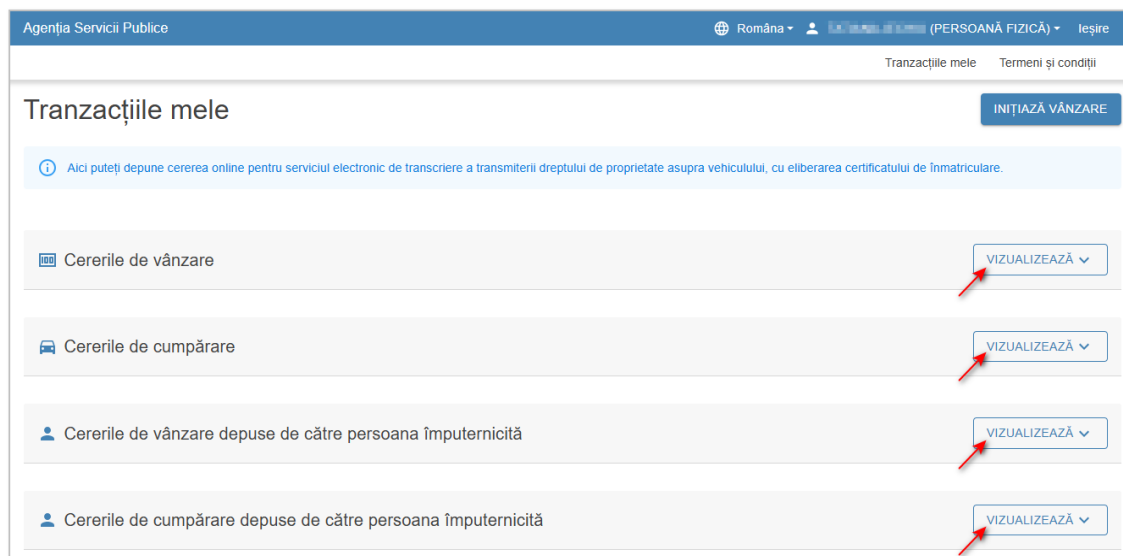 Agenția Servicii Publice
Română
(PERSOANĂ FIZICĂ)
Ieșire
Tranzacțiile mele
Termeni și condiții
Tranzacțiile mele
INIȚIAZĂ VÂNZARE
Aici puteți depune cererea online pentru serviciul electronic de transcriere a transmiterii dreptului de proprietate asupra vehiculului, cu eliberarea certificatului de înmatriculare.
Cererile de vânzare
VIZUALIZEAZĂ
Cererile de cumpărare
VIZUALIZEAZĂ
Cererile de vânzare depuse de către persoana împuternicită
VIZUALIZEAZĂ
Cererile de cumpărare depuse de către persoana împuternicită
VIZUALIZEAZĂ